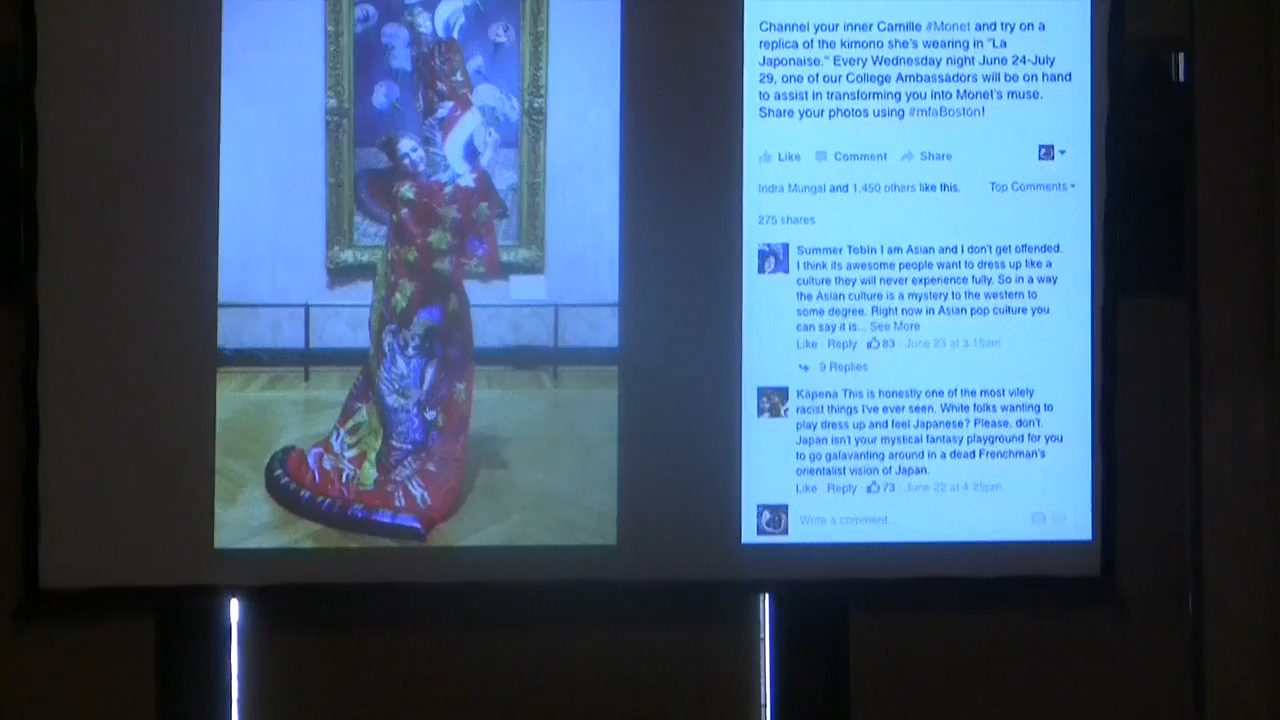 Channel your inner Camille #Monet and try on a
replica of the kimono she's wearing in "La
Japonaise." Every Wednesday night June 24-July
29, one of our College Ambassadors will be on hand
to assist in transforming you into Monet's muse.
Share your photos using #mfaBoston!
Like Comment Share
Indra Mungal and 1,450 others like this. Top Comments
275 shares
Summer Tobin I am Asian and I don't get offended.
I think its awesome people want to dress up like a
culture they will never experience fully. So in a way
the Asian culture is a mystery to the western to
some degree. Right now in Asian pop culture you
can say it is... See More
Like Reply 83 · June 23 at 3:15am
9 Replies
Kāpena This is honestly one of the most vilely
racist things I've ever seen. White folks wanting to
play dress up and feel Japanese? Please, don't.
Japan isn't your mystical fantasy playground for you
to go galavanting around in a dead Frenchman's
orientalist vision of Japan.
Like Reply 73 · June 22 at 4:25pm
Write a comment...